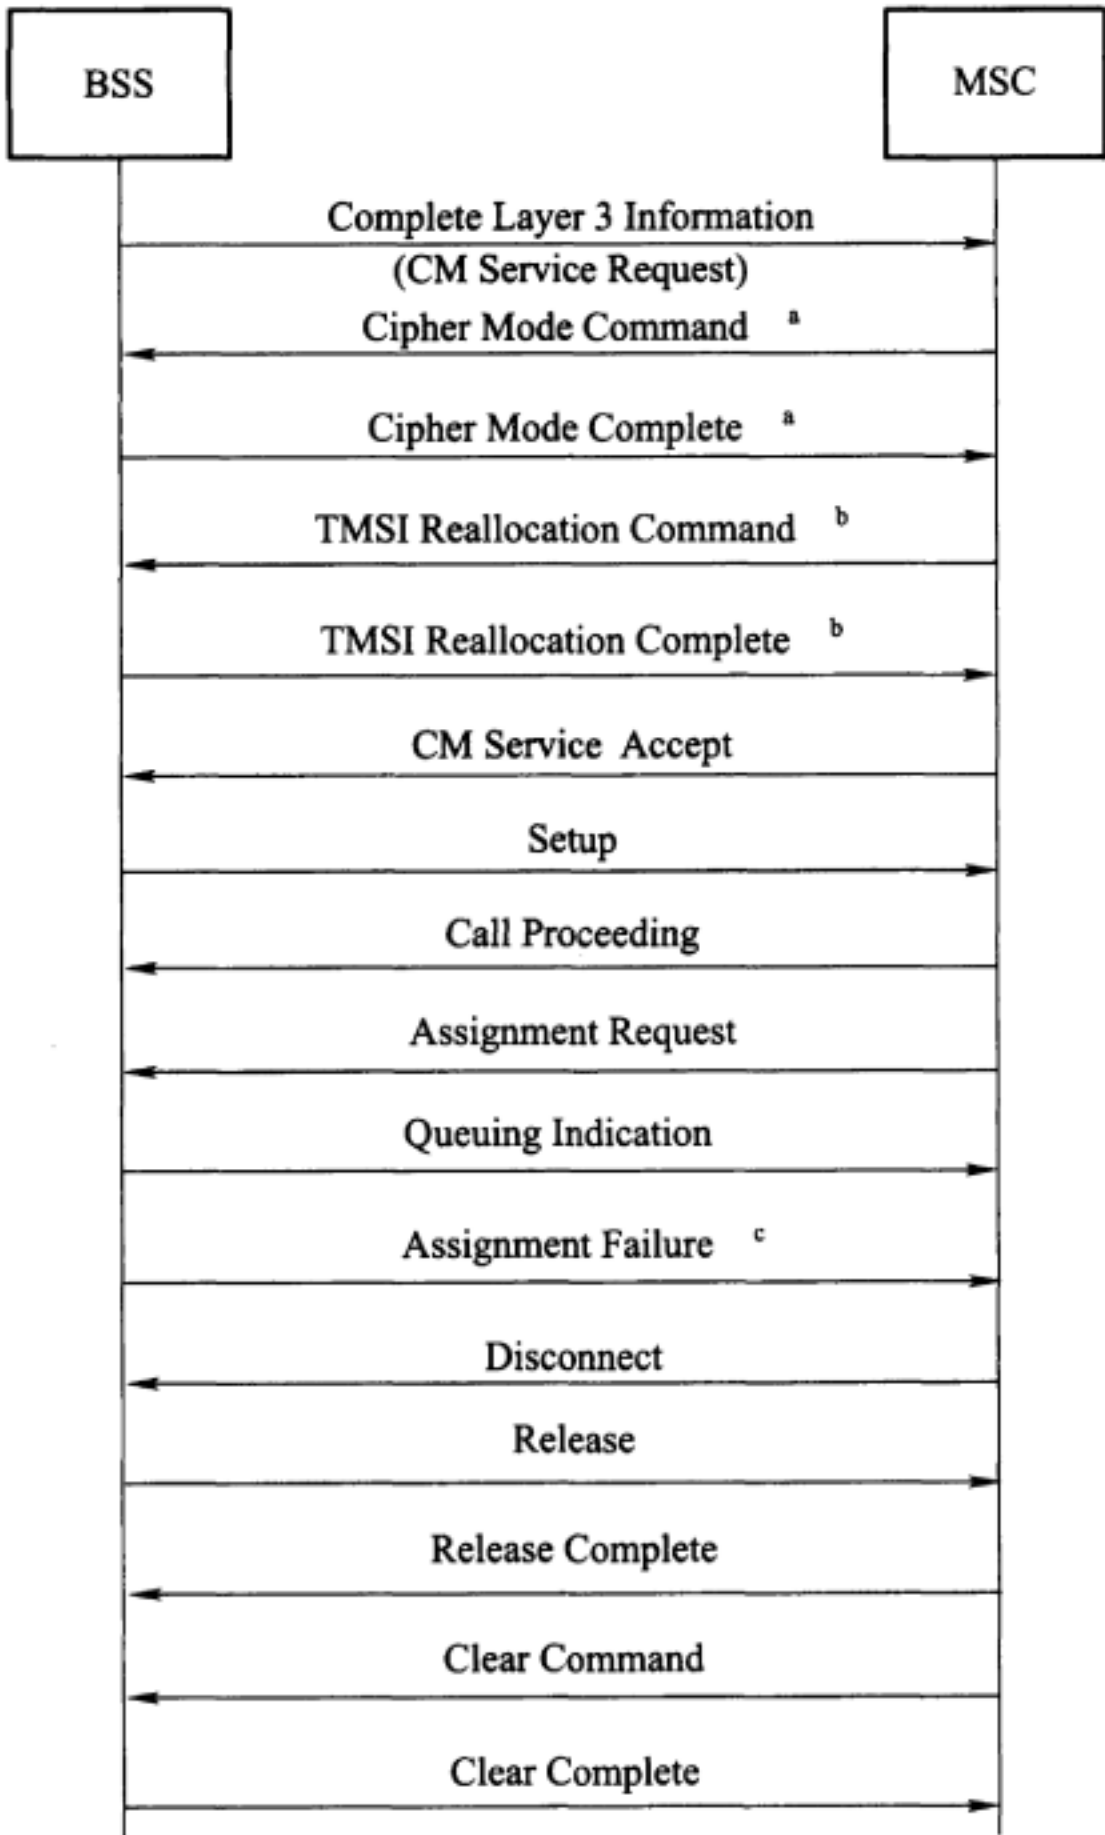 BSS
MSC
Complete Layer 3 Information
(CM Service Request)
Cipher Mode Command a
Cipher Mode Complete a
TMSI Reallocation Command b
TMSI Reallocation Complete b
CM Service Accept
Setup
Call Proceeding
Assignment Request
Queuing Indication
Assignment Failure c
Disconnect
Release
Release Complete
Clear Command
Clear Complete